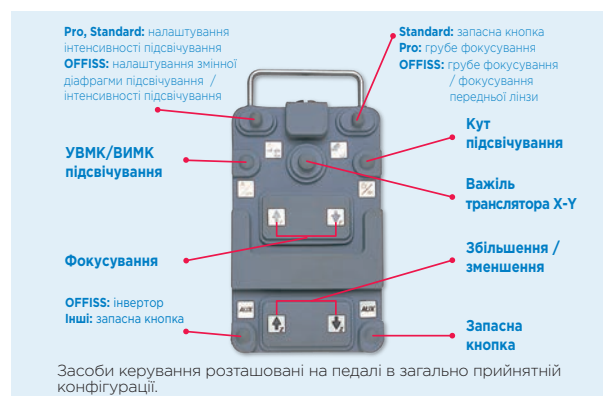 Pro, Standard: налаштування
інтенсивності підсвічування
OFFISS: налаштування змінної
діафрагми підсвічування /
інтенсивності підсвічування
Standard: запасна кнопка
Pro: грубе фокусування
OFFISS: грубе фокусування
/ фокусування
передньої лінзи
УВМК/ВИМК
підсвічування
Кут
підсвічування
Важіль
транслятора X-Y
Фокусування
Збільшення /
зменшення
OFFISS: інвертор
Інші: запасна кнопка
AUX
AUX
Запасна
кнопка
Засоби керування розташовані на педалі в загально прийнятній
конфігурації.